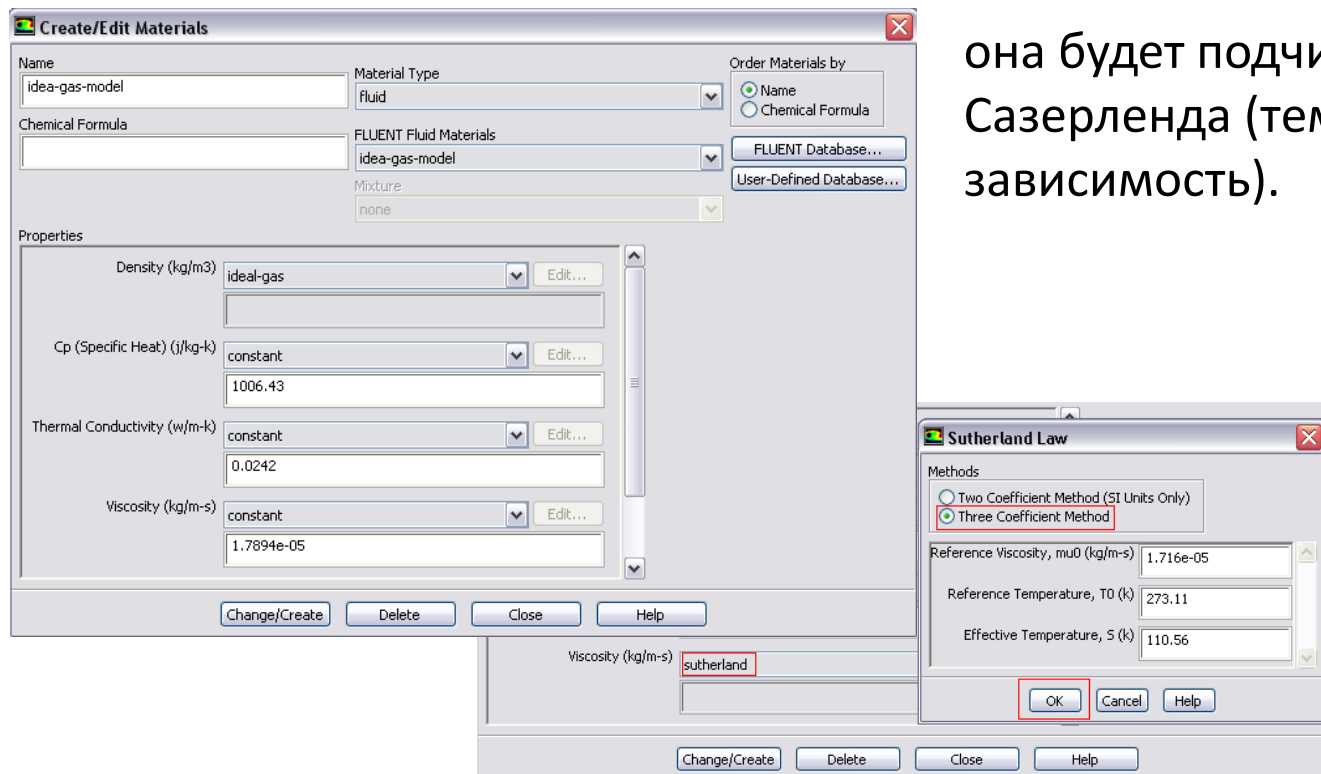 Create/Edit Materials
Name
idea-gas-model
Chemical Formula
Material Type
fluid
FLUENT Fluid Materials
idea-gas-model
Mixture
none
Order Materials by
Name
Chemical Formula
FLUENT Database...
User-Defined Database...
Properties
Density (kg/m3)
ideal-gas
Edit...
Cp (Specific Heat) (j/kg-k)
constant
Edit...
1006.43
Thermal Conductivity (w/m-k)
constant
Edit...
0.0242
Viscosity (kg/m-s)
constant
Edit...
1.7894e-05
Change/Create
Delete
Close
Help
она будет подчи
Сазерленда (тем
зависимость).
Sutherland Law
Methods
Two Coefficient Method (SI Units Only)
Three Coefficient Method
Reference Viscosity, mu0 (kg/m-s)
1.716e-05
Reference Temperature, T0 (k)
273.11
Effective Temperature, S (k)
110.56
OK
Cancel
Help
Viscosity (kg/m-s)
sutherland
Change/Create
Delete
Close
Help